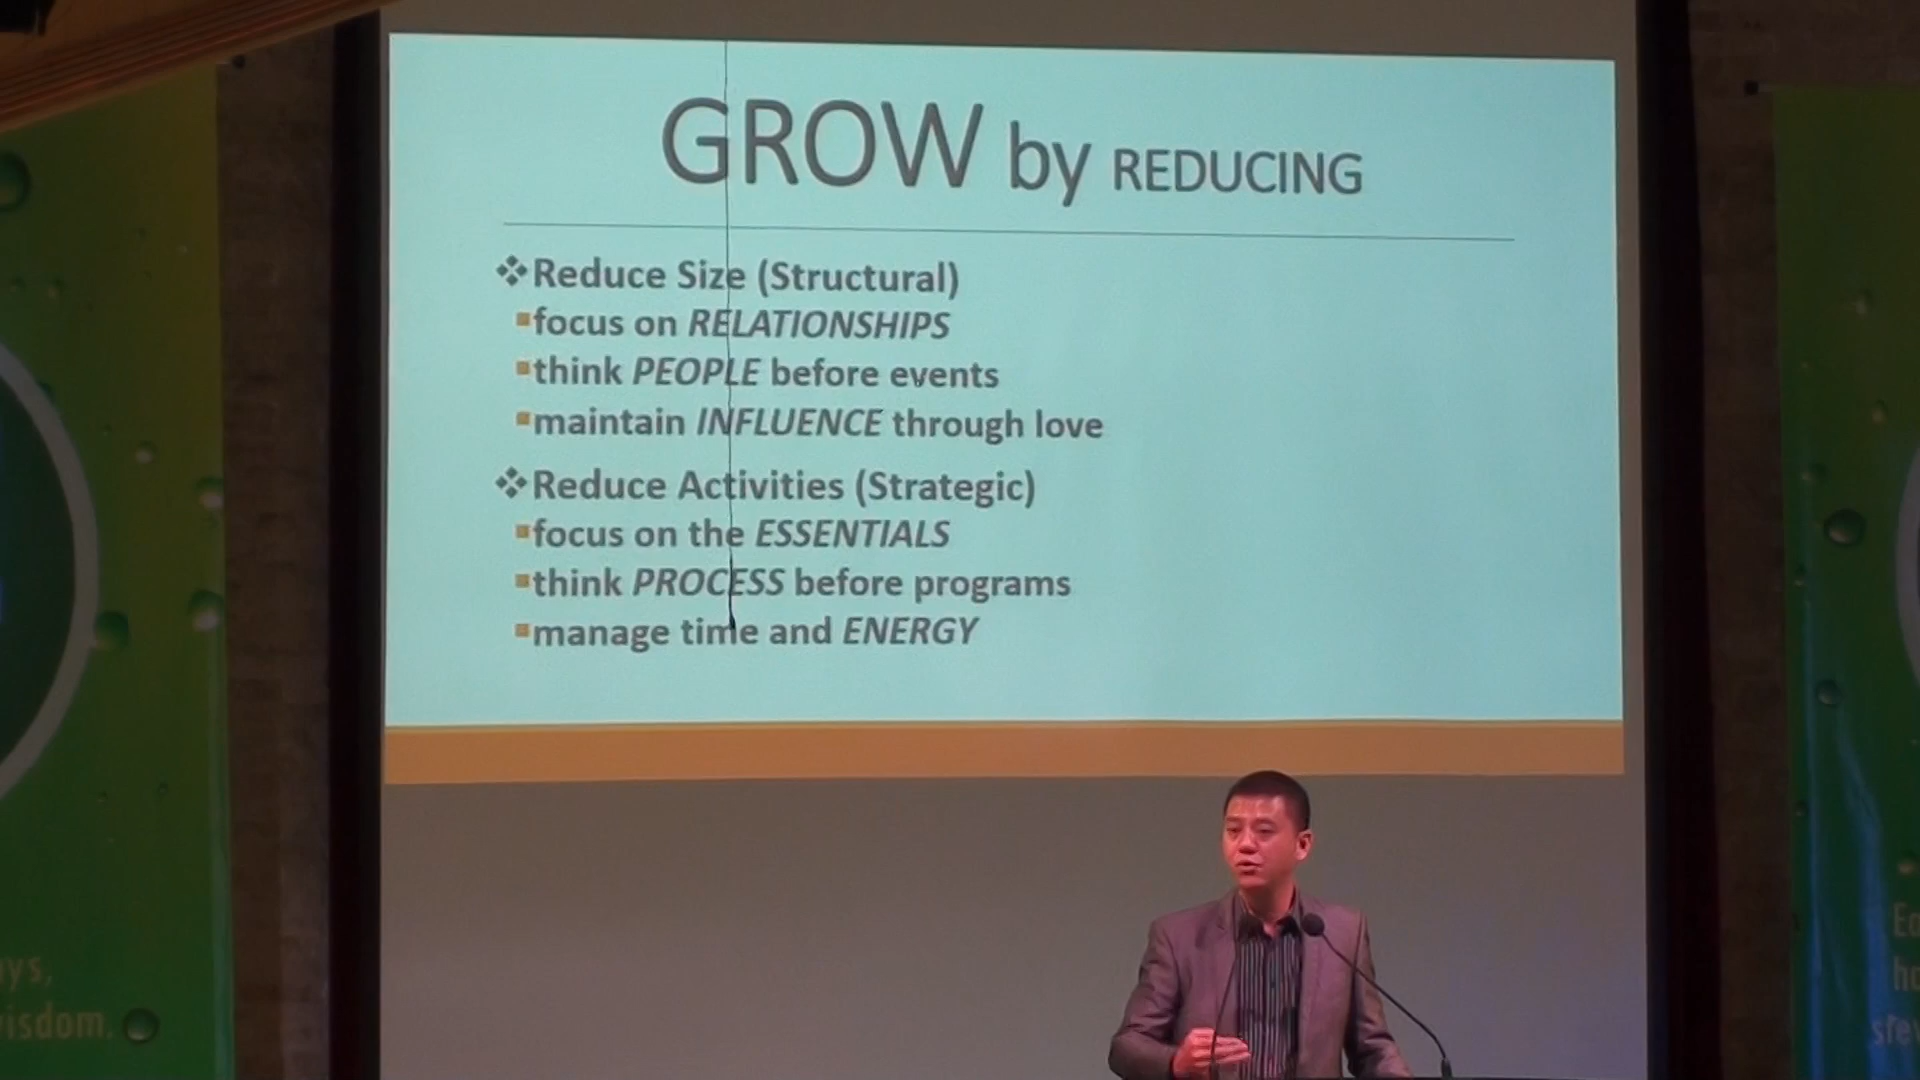 GROW by REDUCING
❖Reduce Size (Structural)
▪focus on RELATIONSHIPS
▪think PEOPLE before events
▪maintain INFLUENCE through love
❖Reduce Activities (Strategic)
▪focus on the ESSENTIALS
▪think PROCESS before programs
▪manage time and ENERGY